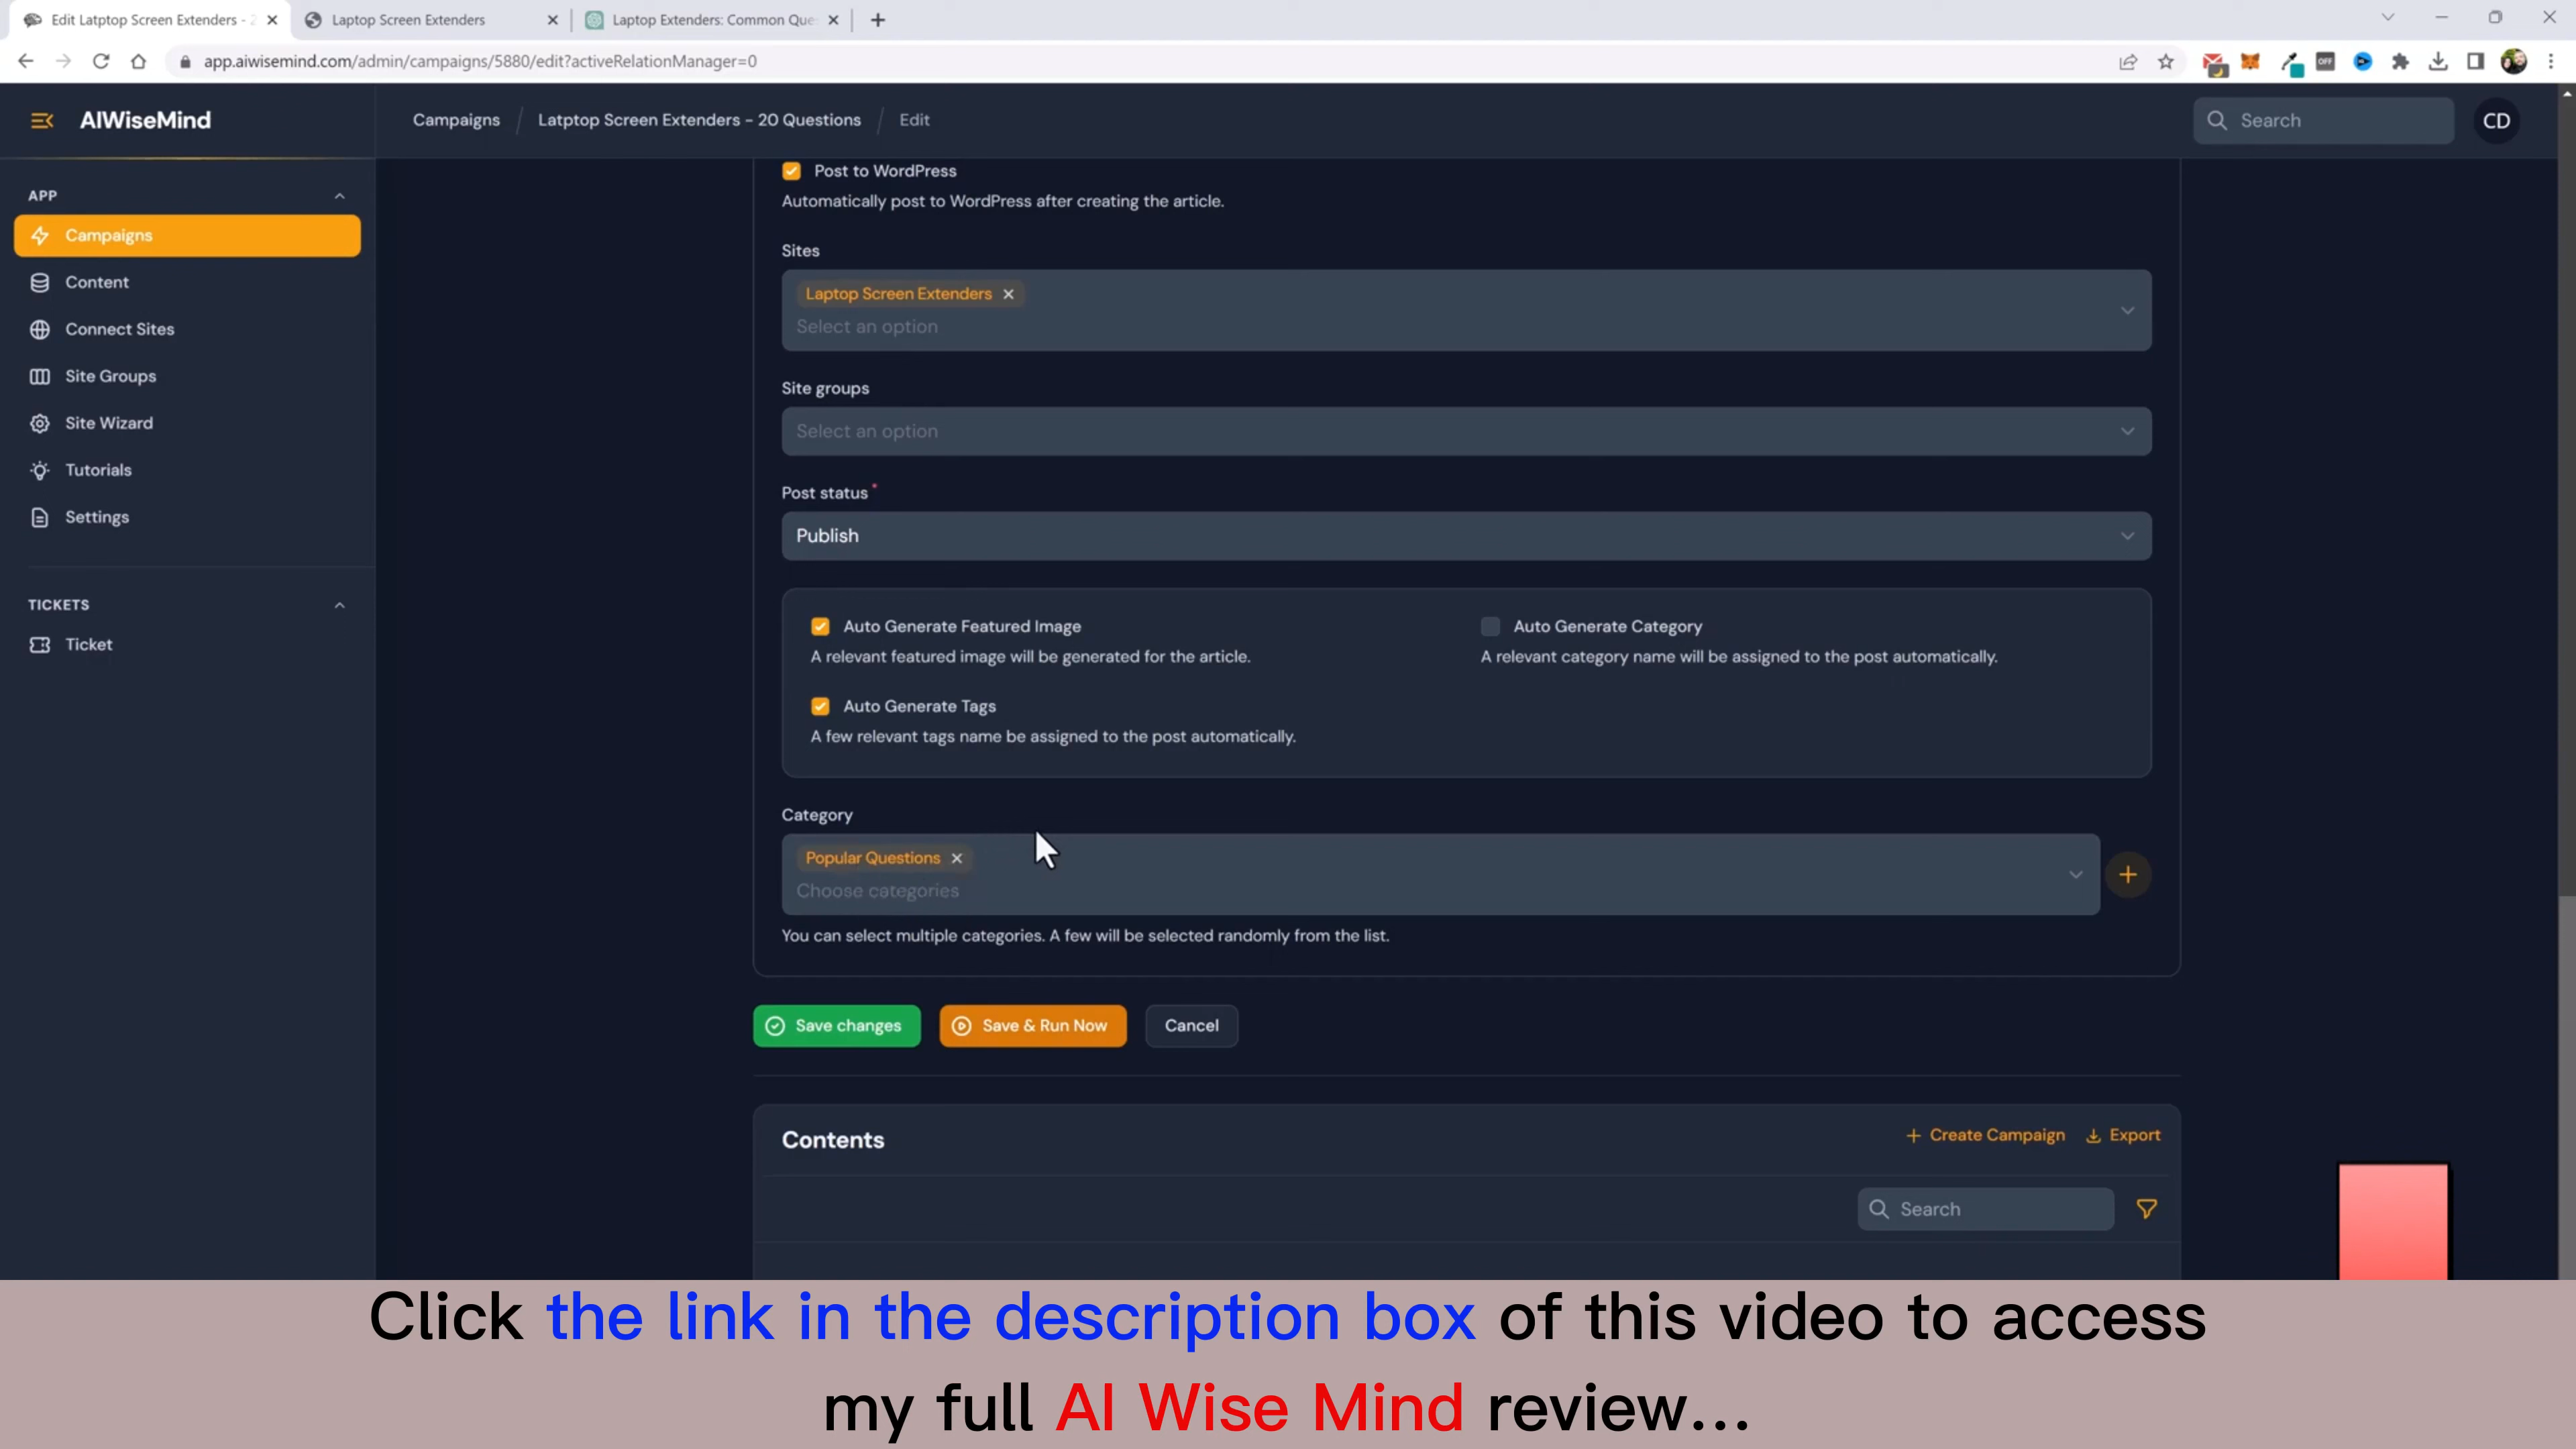 Edit Latptop Screen Extenders - 2
Laptop Screen Extenders
Laptop Extenders: Common Que
app.aiwisemind.com/admin/campaigns/5880/edit?activeRelationManager=0
OFF
AIWiseMind
Campaigns / Latptop Screen Extenders - 20 Questions / Edit
Search
CD
APP
Campaigns
Content
Connect Sites
Site Groups
Site Wizard
Tutorials
Settings
TICKETS
Ticket
Post to WordPress
Automatically post to WordPress after creating the article.
Sites
Laptop Screen Extenders
Select an option
Site groups
Select an option
Post status*
Publish
Auto Generate Featured Image
A relevant featured image will be generated for the article.
Auto Generate Category
A relevant category name will be assigned to the post automatically.
Auto Generate Tags
A few relevant tags name be assigned to the post automatically.
Category
Popular Questions
Choose categories
You can select multiple categories. A few will be selected randomly from the list.
Save changes
Save & Run Now
Cancel
Contents
Create Campaign
Export
Search
Click the link in the description box of this video to access
my full AI Wise Mind review...